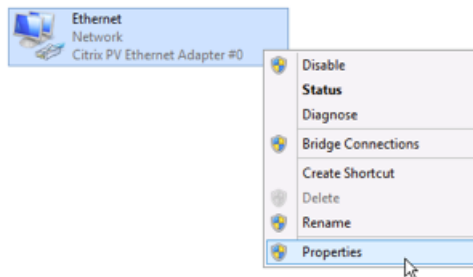 Ethernet
Network
Citrix PV Ethernet Adapter #0
Disable
Status
Diagnose
Bridge Connections
Create Shortcut
Delete
Rename
Properties